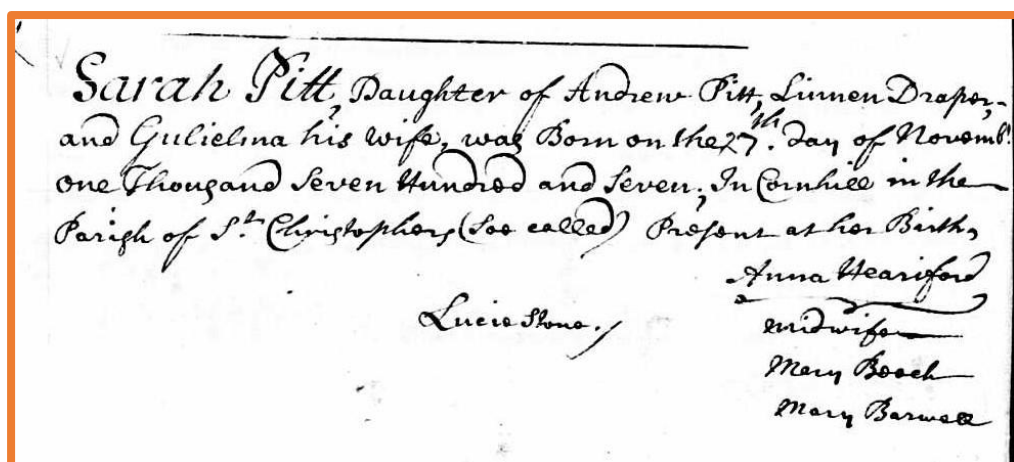 Sarah Pitt, Daughter of Andrew Pitt, Linnen Draper,
and Gulielma his wife, was Born on the 27th. day of Novemb.
one Thousand Seven Hundred and Seven; In Cornhill in the
Parish of St. Christophers (Soe called) Present at her Birth,
Anna Heariford
Lucie Stone.
midwife
Mary Beech
Mary Barwell